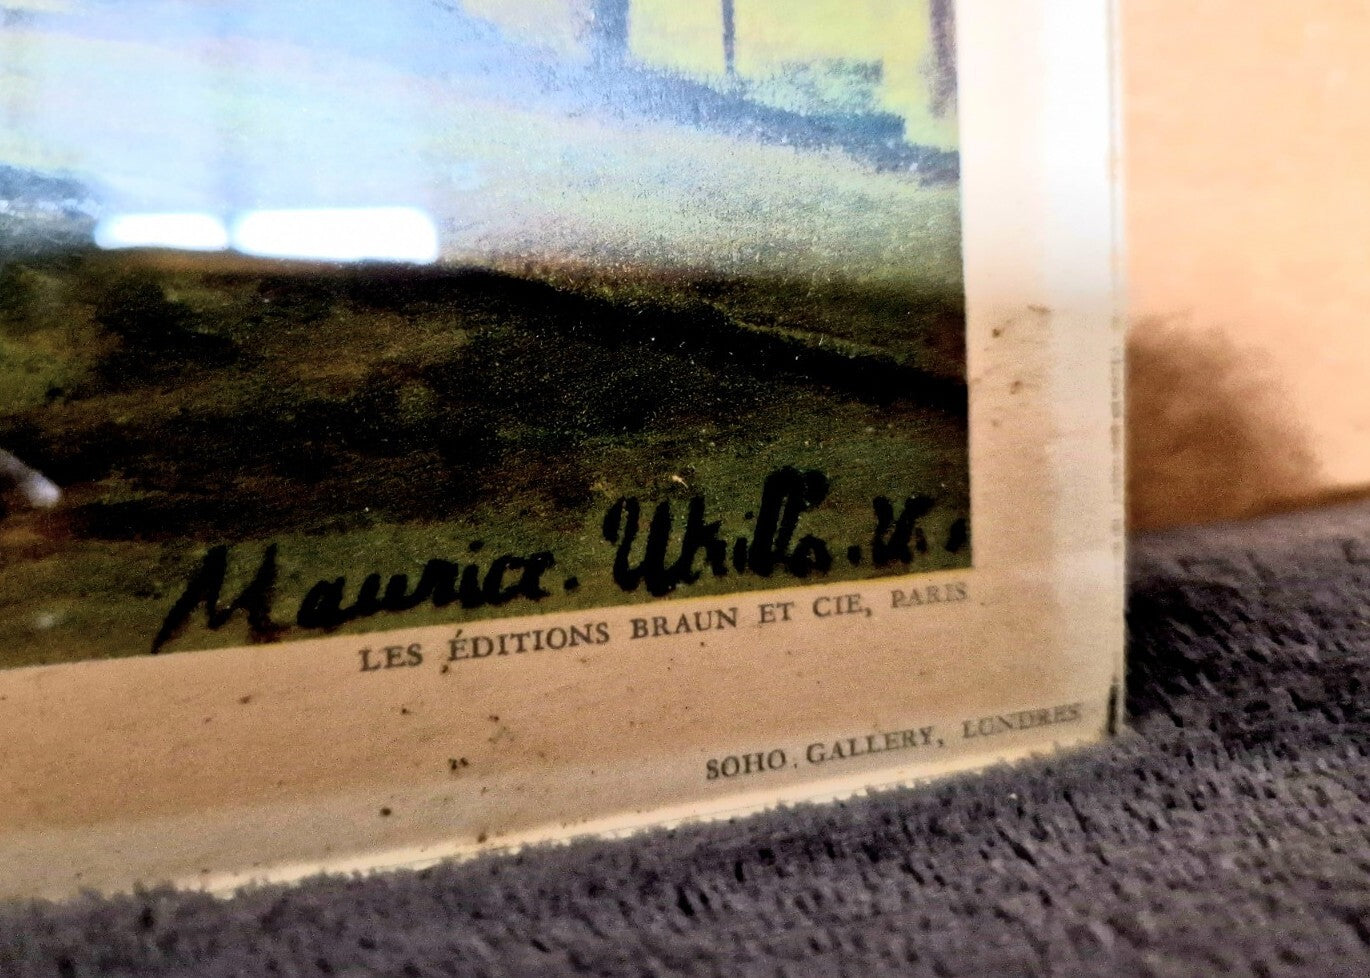 Maurice. Utrillo. V.
LES ÉDITIONS BRAUN ET CIE, PARIS
SOHO. GALLERY, LONDRES